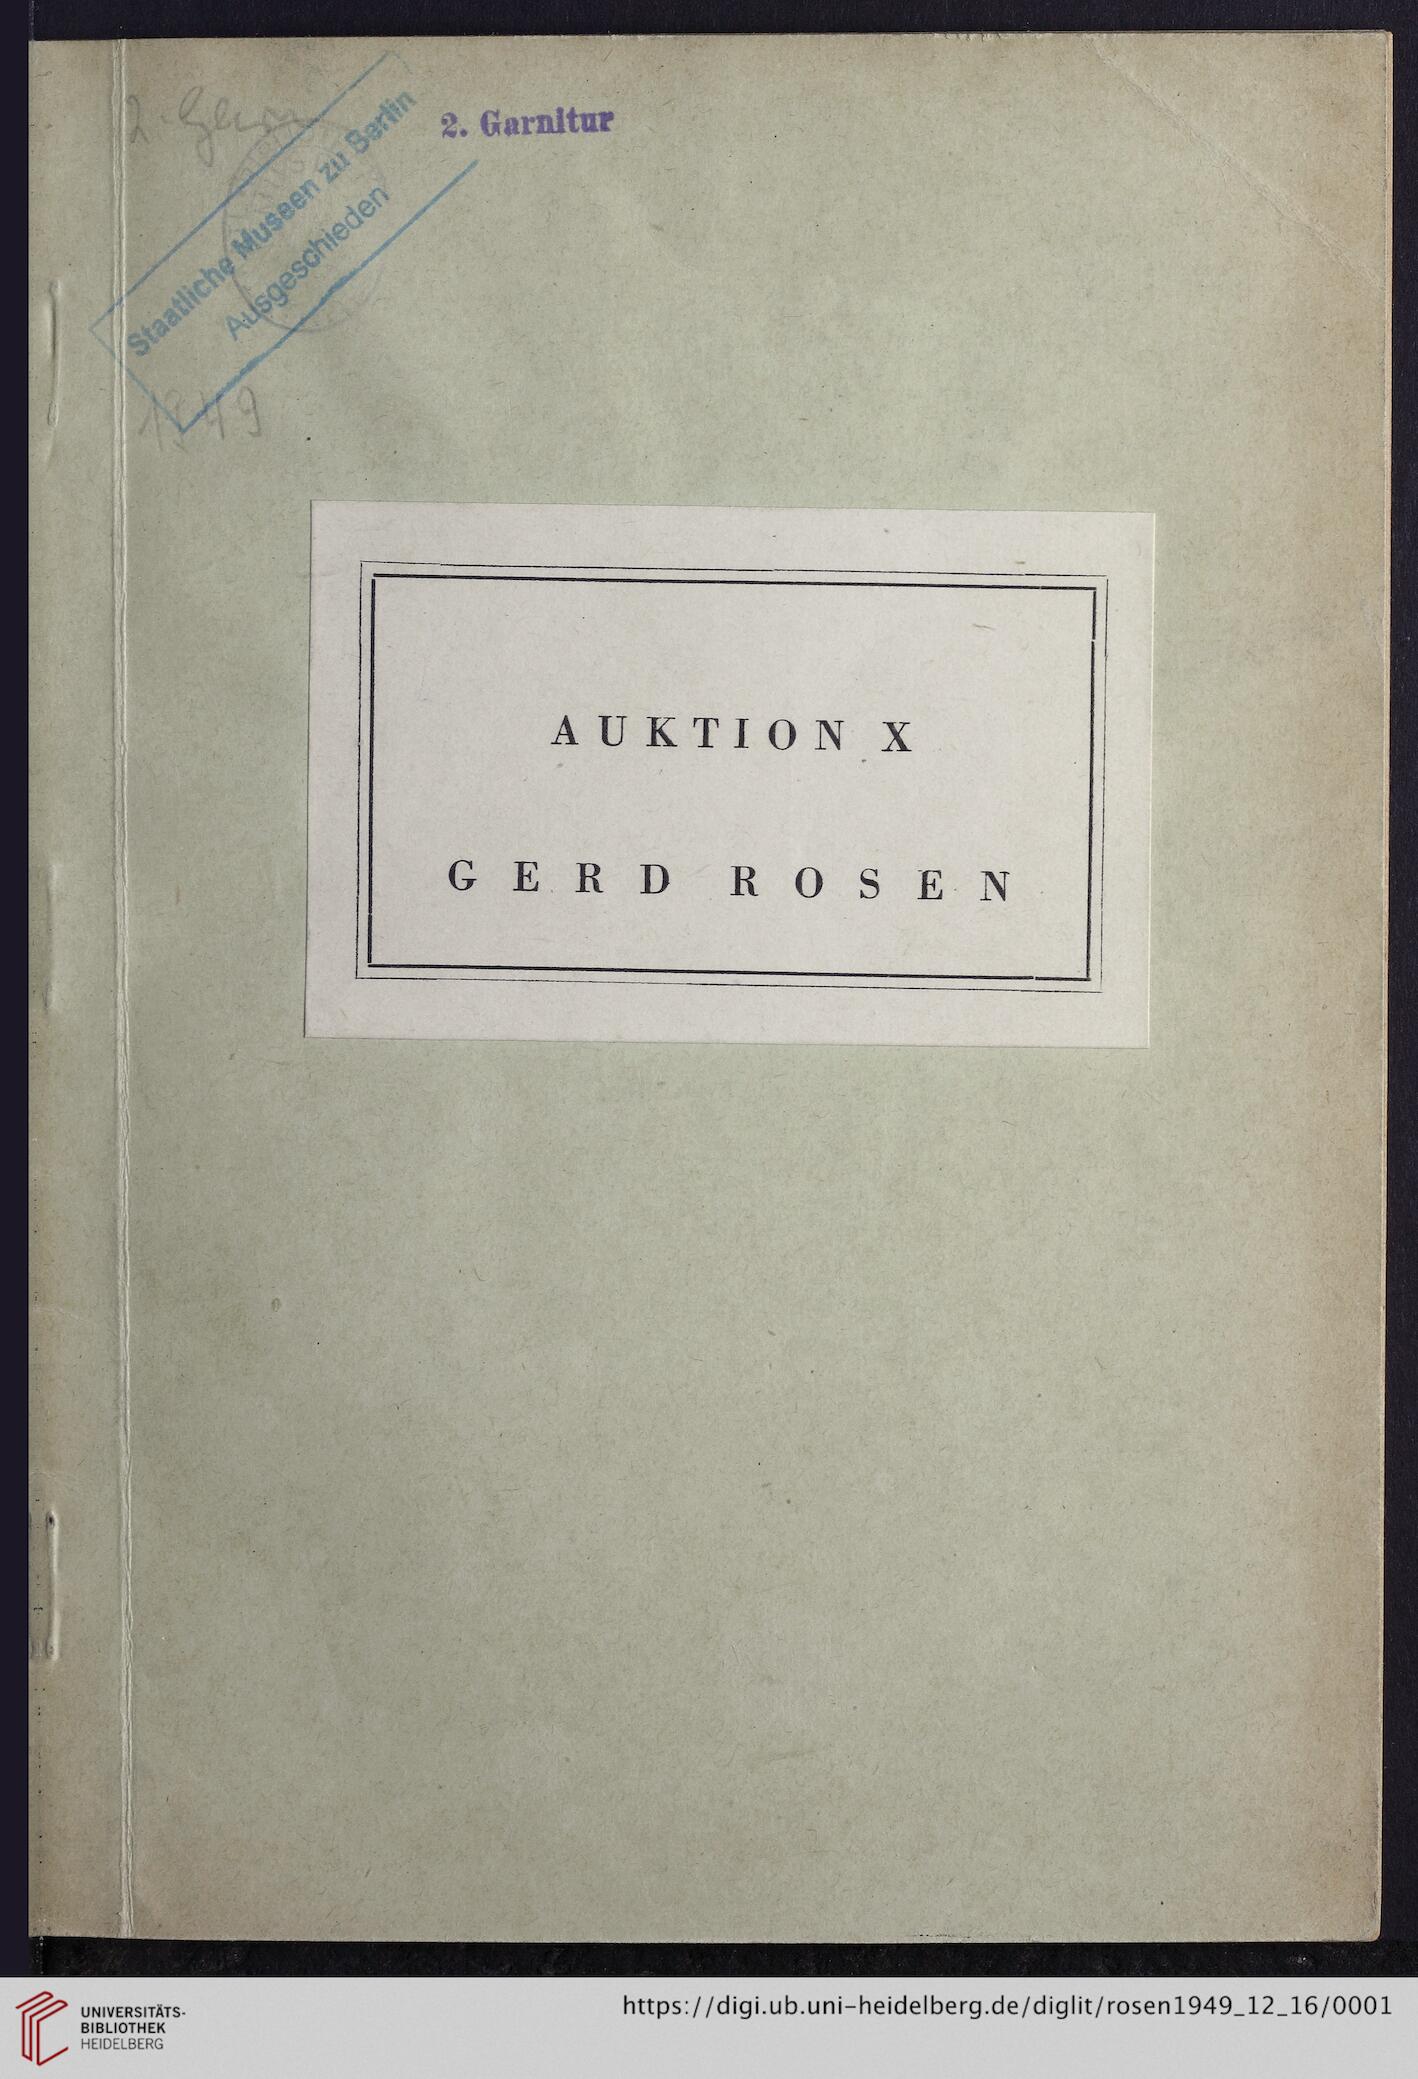 2. Garnitur
Staatliche Museen zu Berlin
Ausgeschieden
1949
AUKTION X
GERD ROSEN
UNIVERSITÄTS-
BIBLIOTHEK
HEIDELBERG
https://digi.ub.uni-heidelberg.de/diglit/rosen1949_12_16/0001